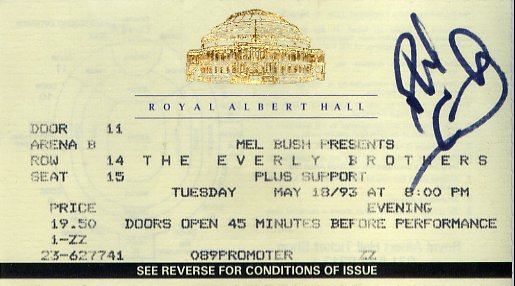 ROYAL ALBERT HALL
DOOR 11
ARENA B MEL BUSH PRESENTS
ROW 14 THE EVERLY BROTHERS
SEAT 15 PLUS SUPPORT
TUESDAY MAY 18/93 AT 8:00 PM
PRICE EVENING
19.50 DOORS OPEN 45 MINUTES BEFORE PERFORMANCE
1-ZZ
23-627741 089PROMOTER ZZ
SEE REVERSE FOR CONDITIONS OF ISSUE